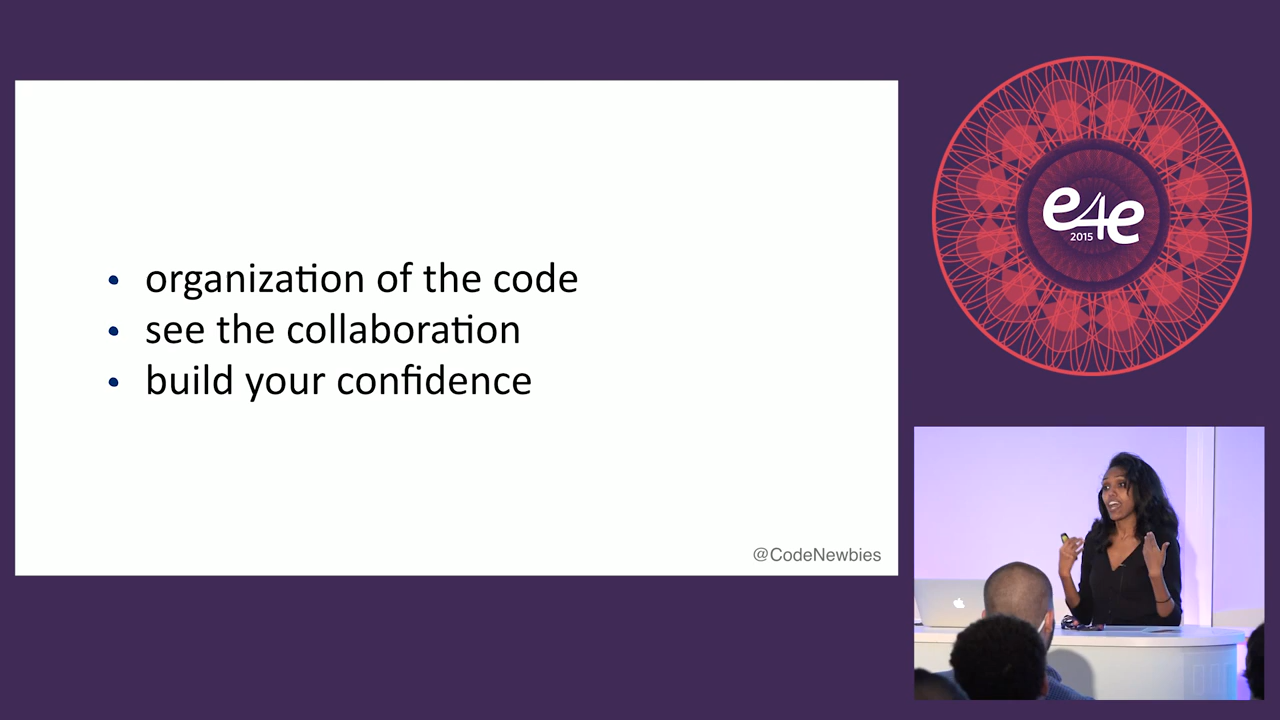 organization of the code
see the collaboration
build your confidence
@CodeNewbies
e4e
2015